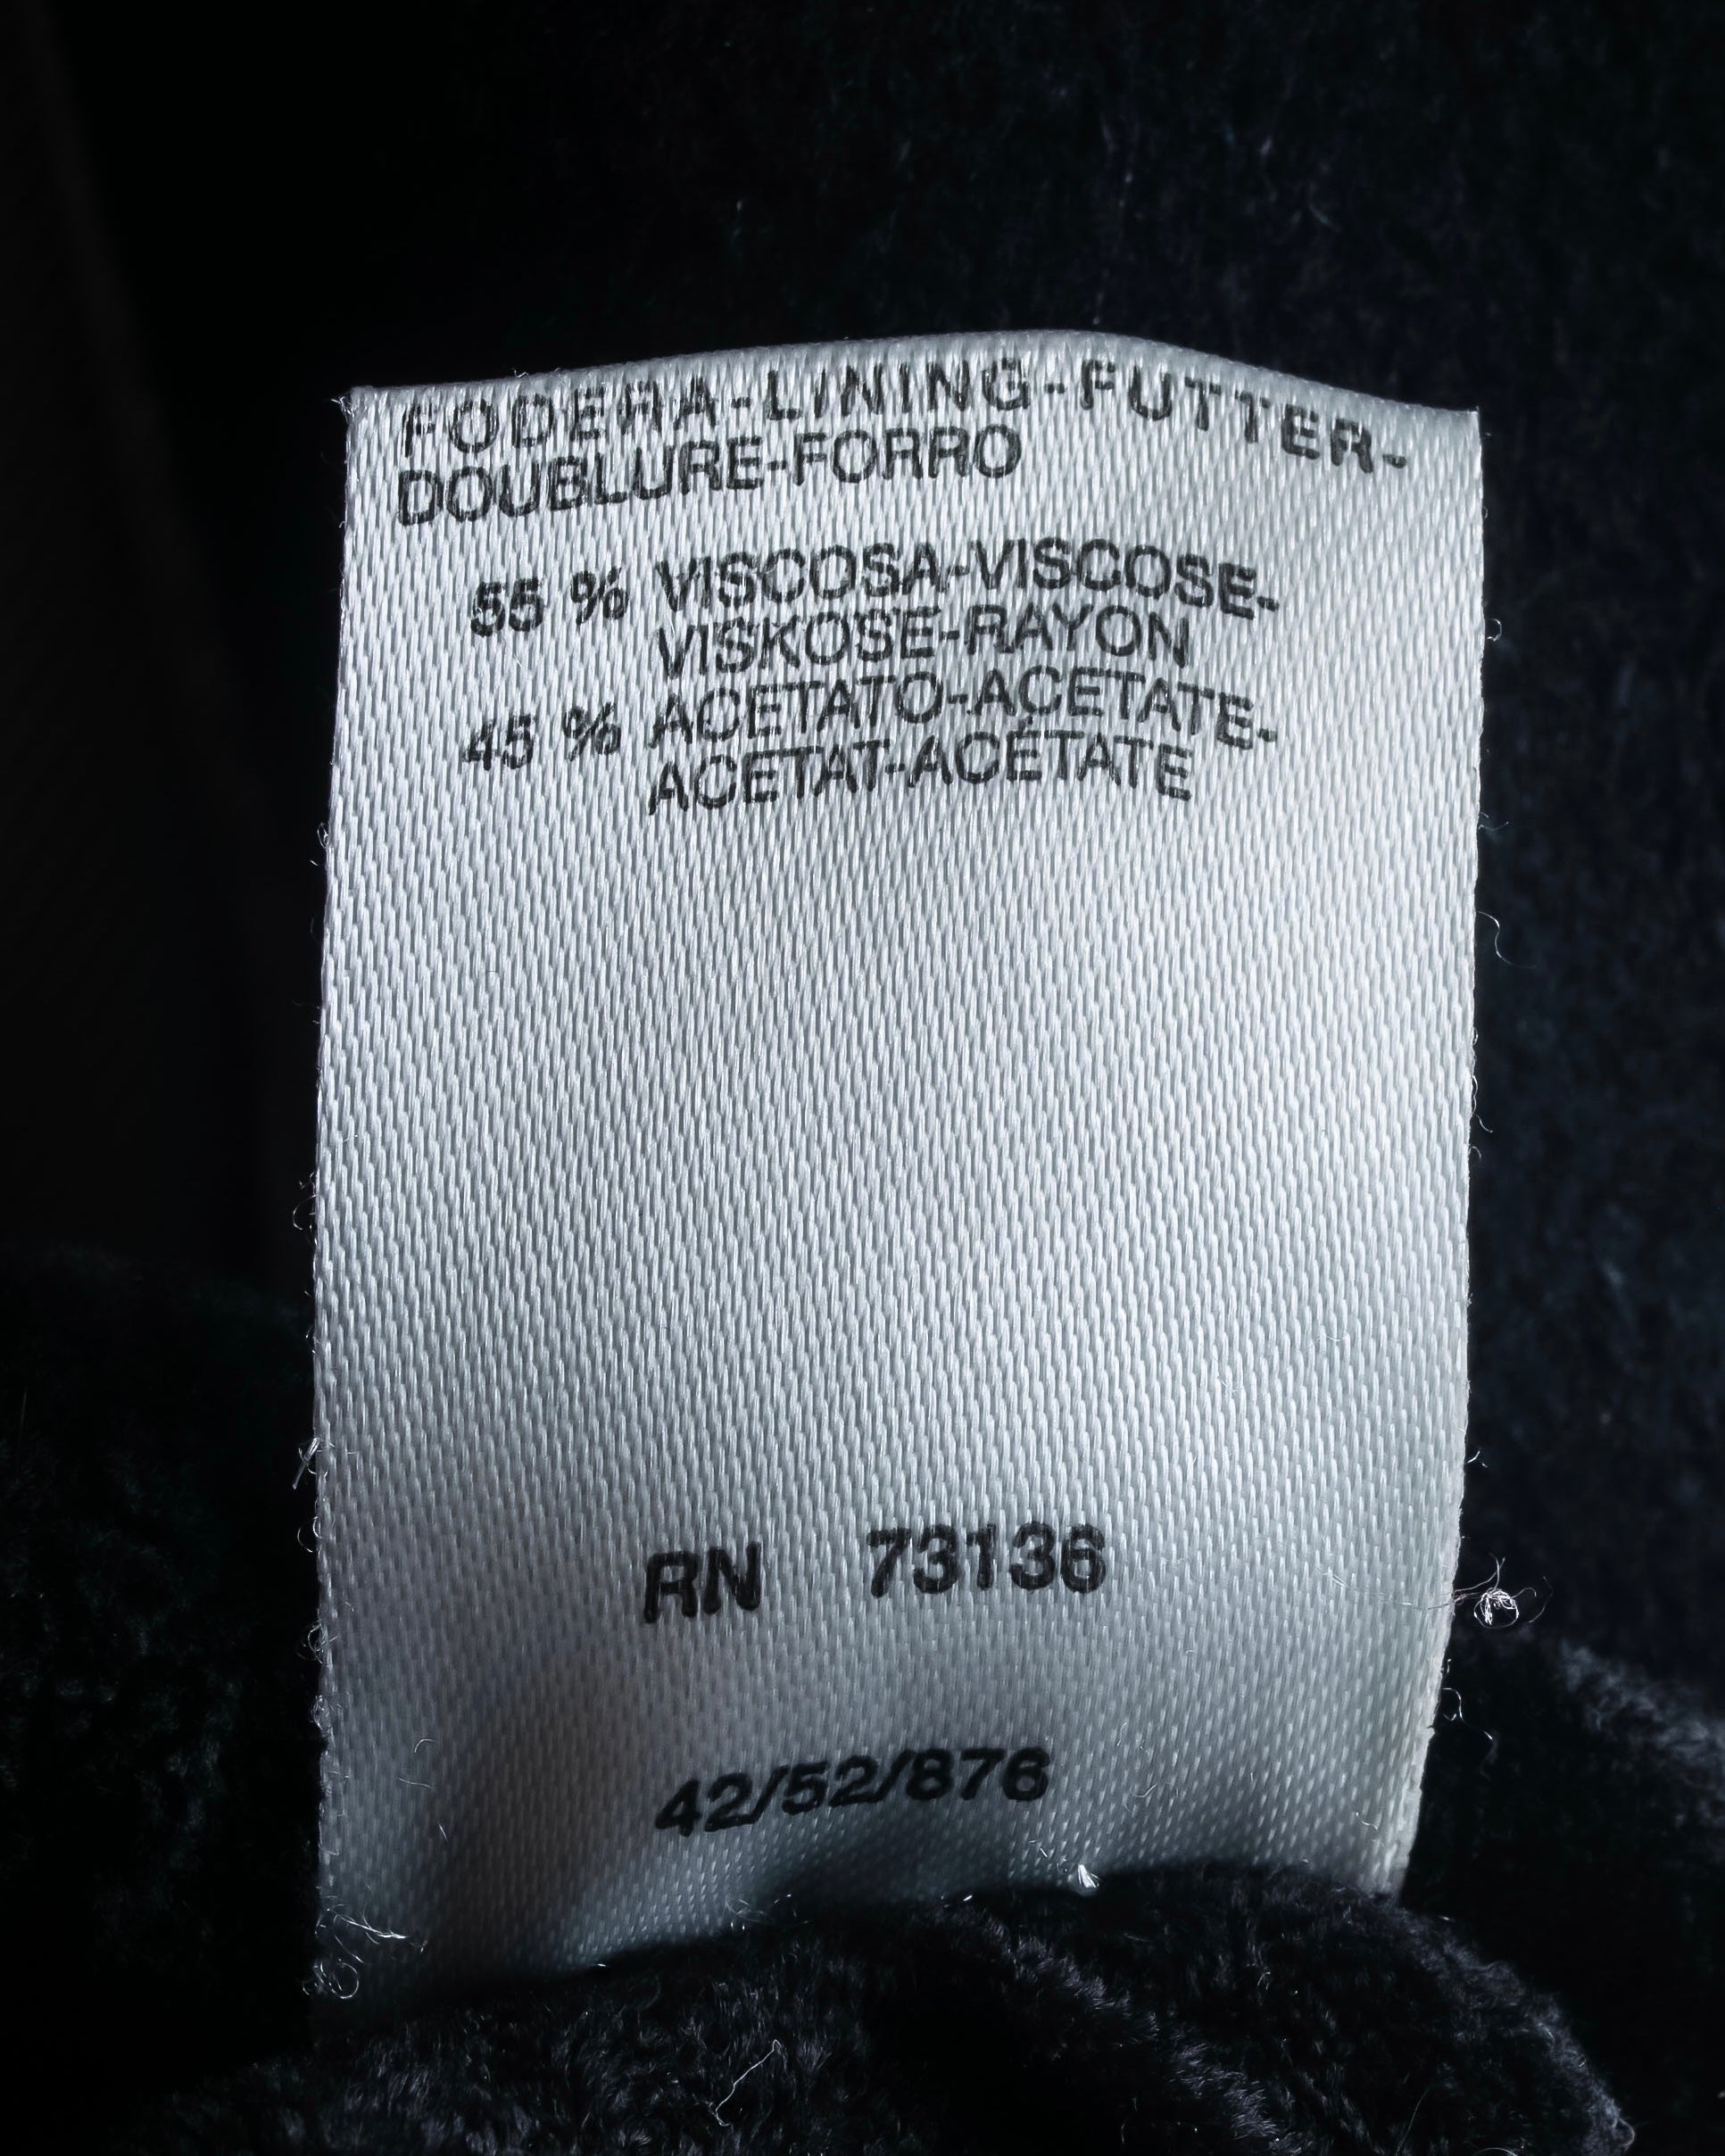 FODERA-LINING-FUTTER-
DOUBLURE-FORRO
55 % VISCOSA-VISCOSE-
VISKOSE-RAYON
45 % ACETATO-ACETATE-
ACETAT-ACÉTATE
RN 73136
42/52/876